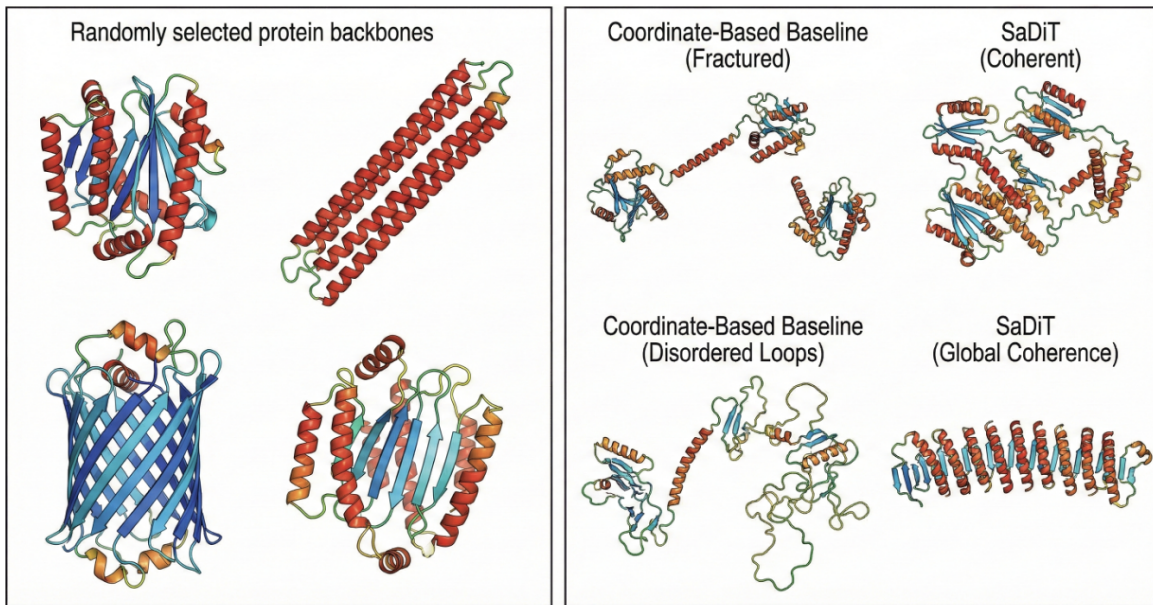 Randomly selected protein backbones
Coordinate-Based Baseline
(Fractured)
SaDiT
(Coherent)
Coordinate-Based Baseline
(Disordered Loops)
SaDiT
(Global Coherence)